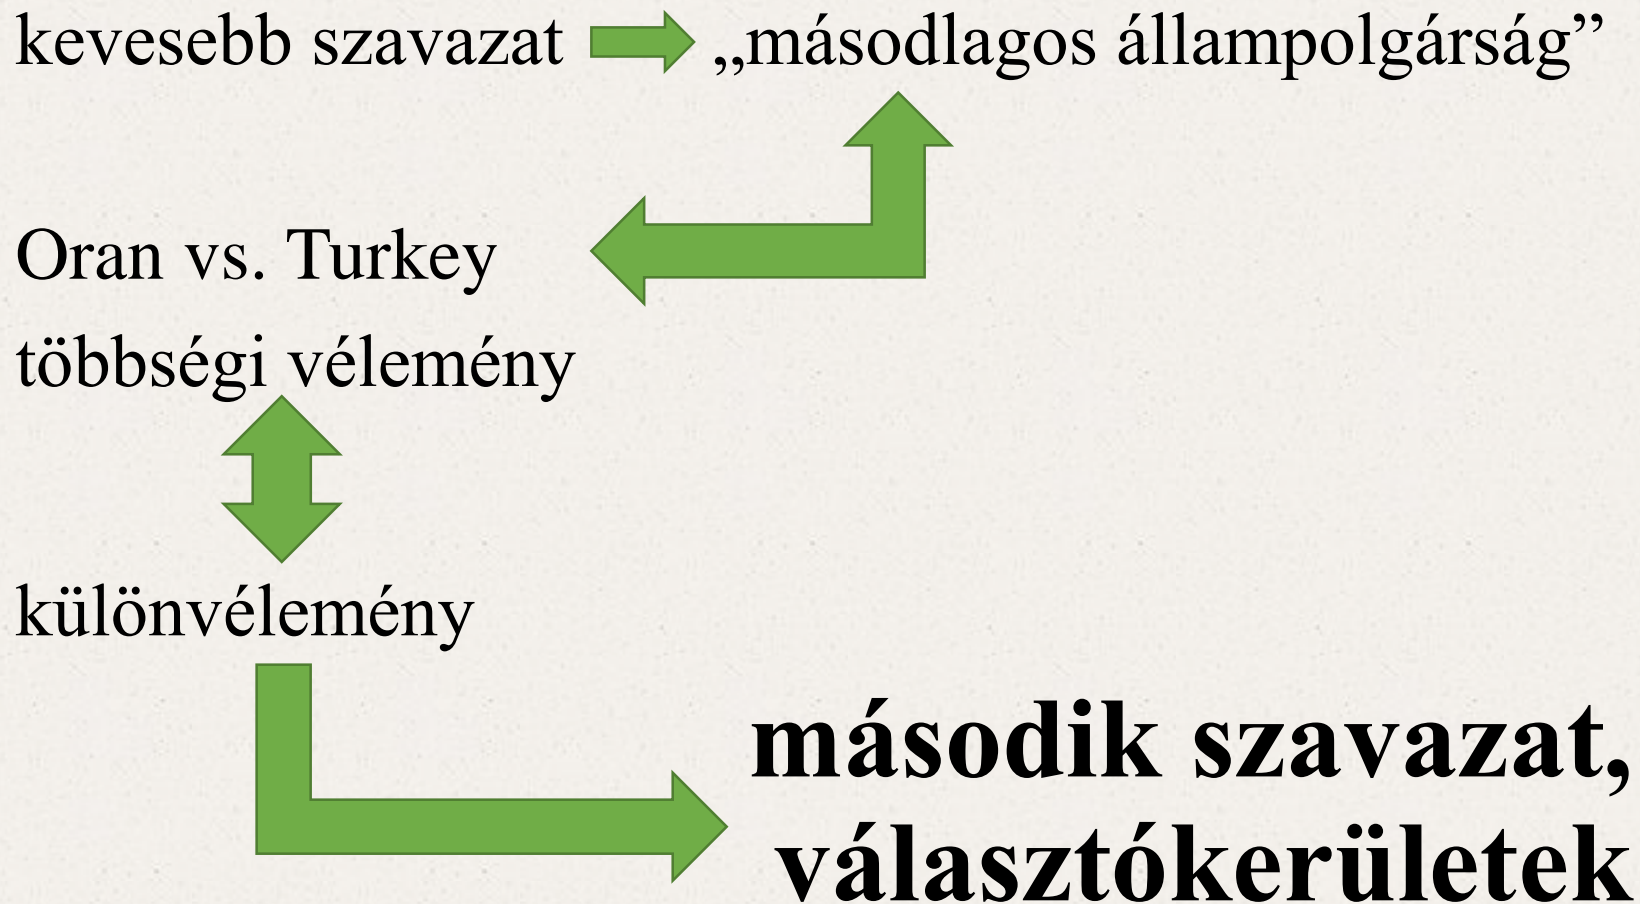 kevesebb szavazat „másodlagos állampolgárság”
Oran vs. Turkey
többségi vélemény
különvélemény
második szavazat,
választókerületek